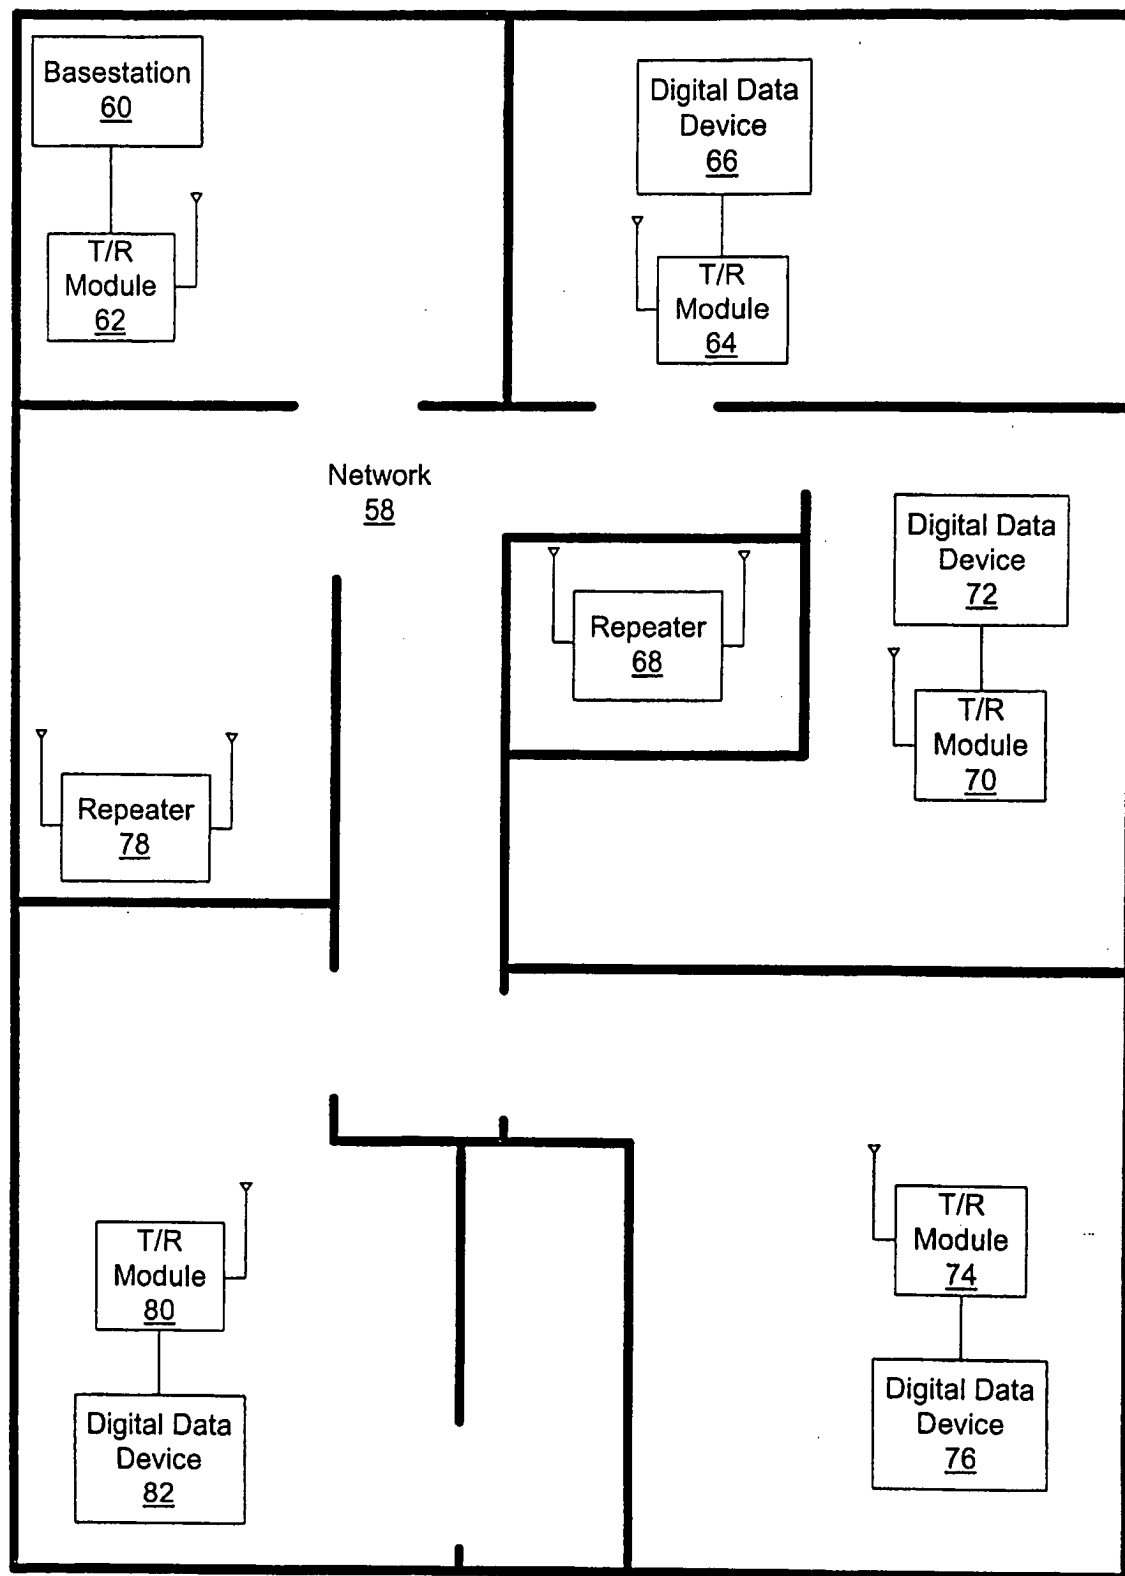 Basestation
60
T/R
Module
62
Digital Data
Device
66
T/R
Module
64
Network
58
Digital Data
Device
72
Repeater
68
T/R
Module
70
Repeater
78
T/R
Module
74
T/R
Module
80
Digital Data
Device
76
Digital Data
Device
82